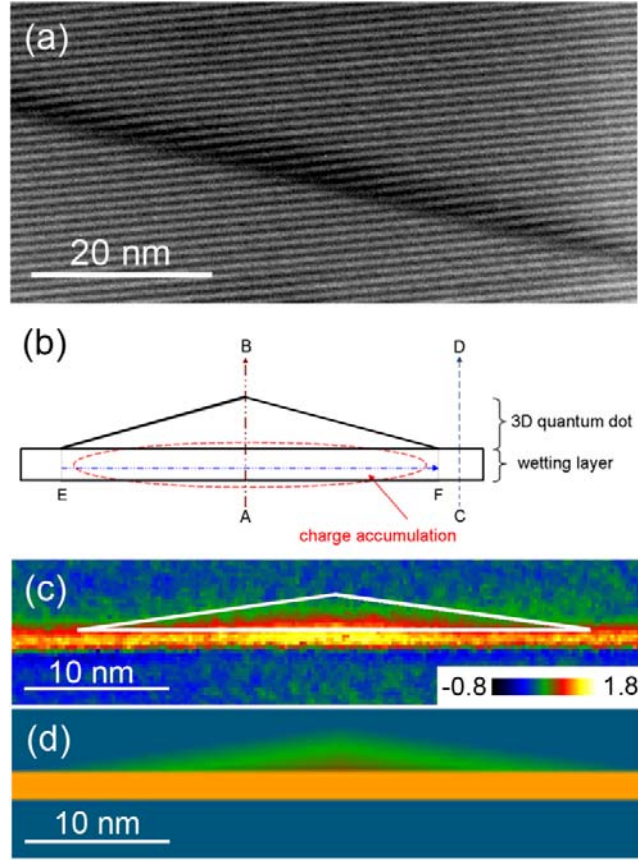 (a)
20 nm
(b)
B
D
3D quantum dot
wetting layer
E
F
A
C
charge accumulation
(c)
10 nm
-0.8
1.8
(d)
10 nm